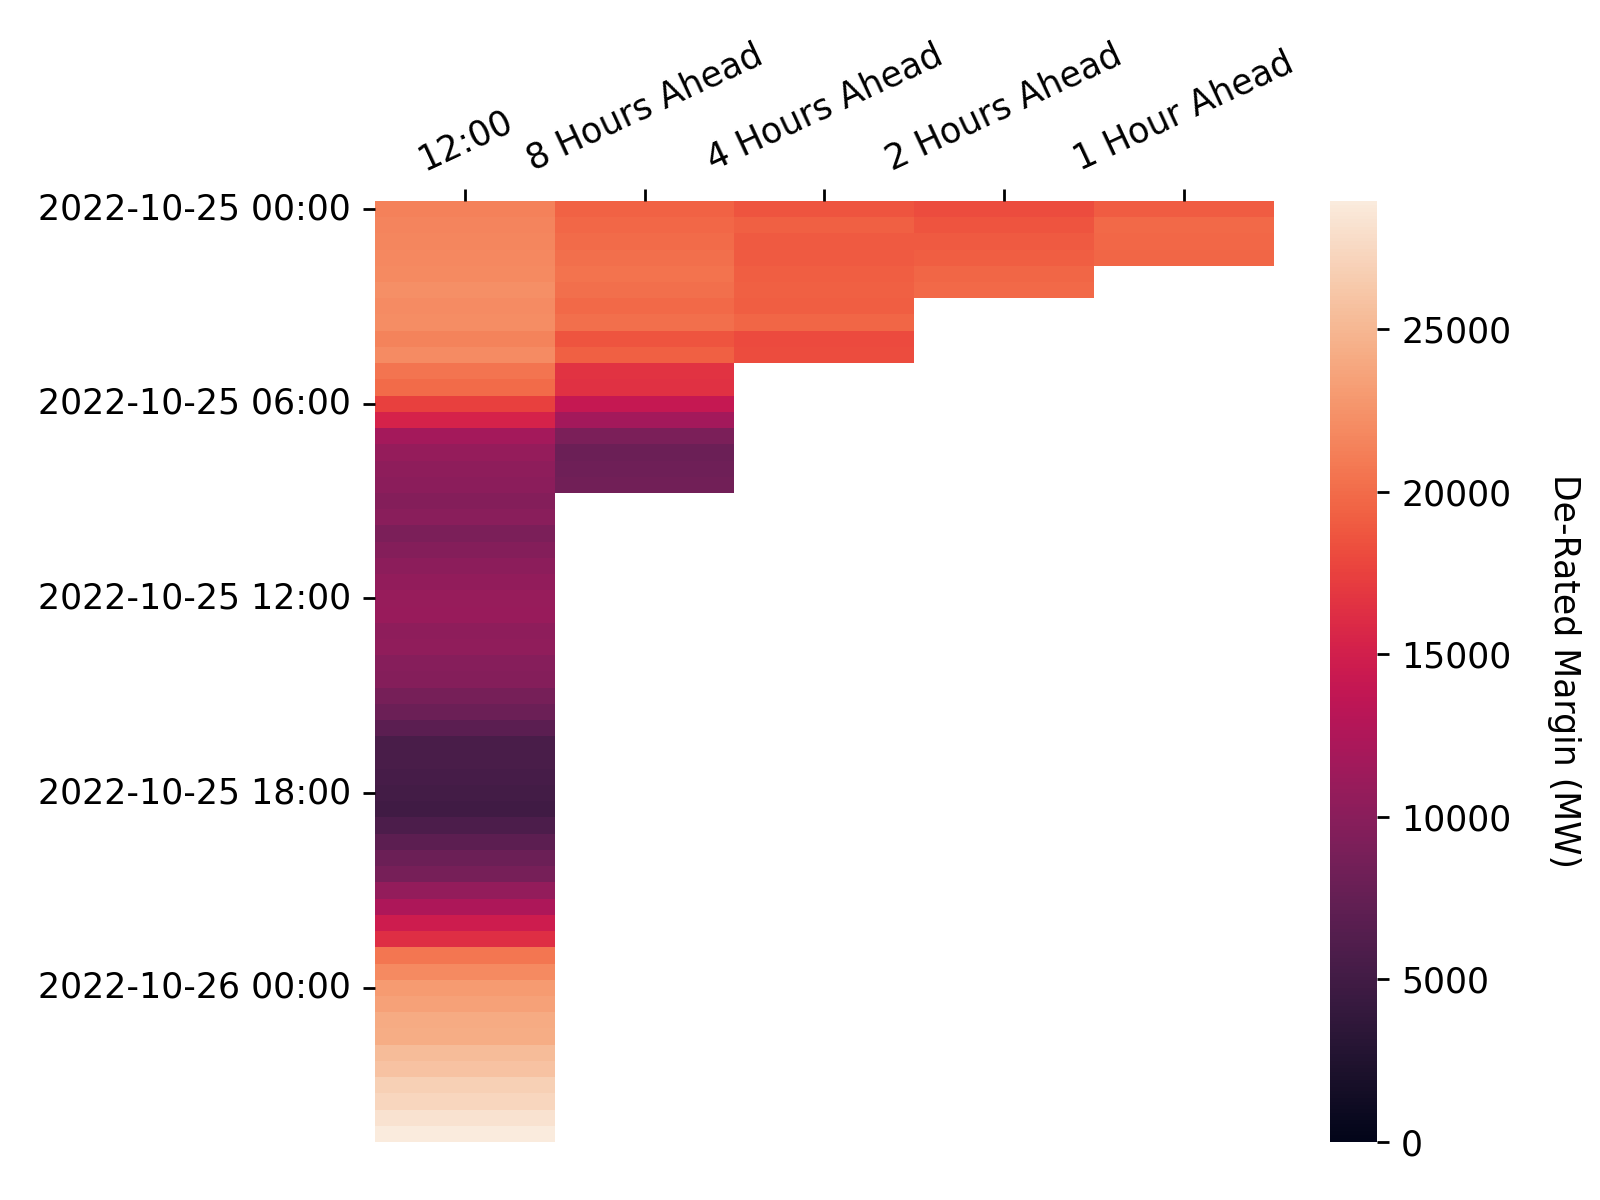 12:00
8 Hours Ahead
4 Hours Ahead
2 Hours Ahead
1 Hour Ahead
2022-10-25 00:00
2022-10-25 06:00
2022-10-25 12:00
2022-10-25 18:00
2022-10-26 00:00
25000
20000
15000
10000
5000
0
De-Rated Margin (MW)